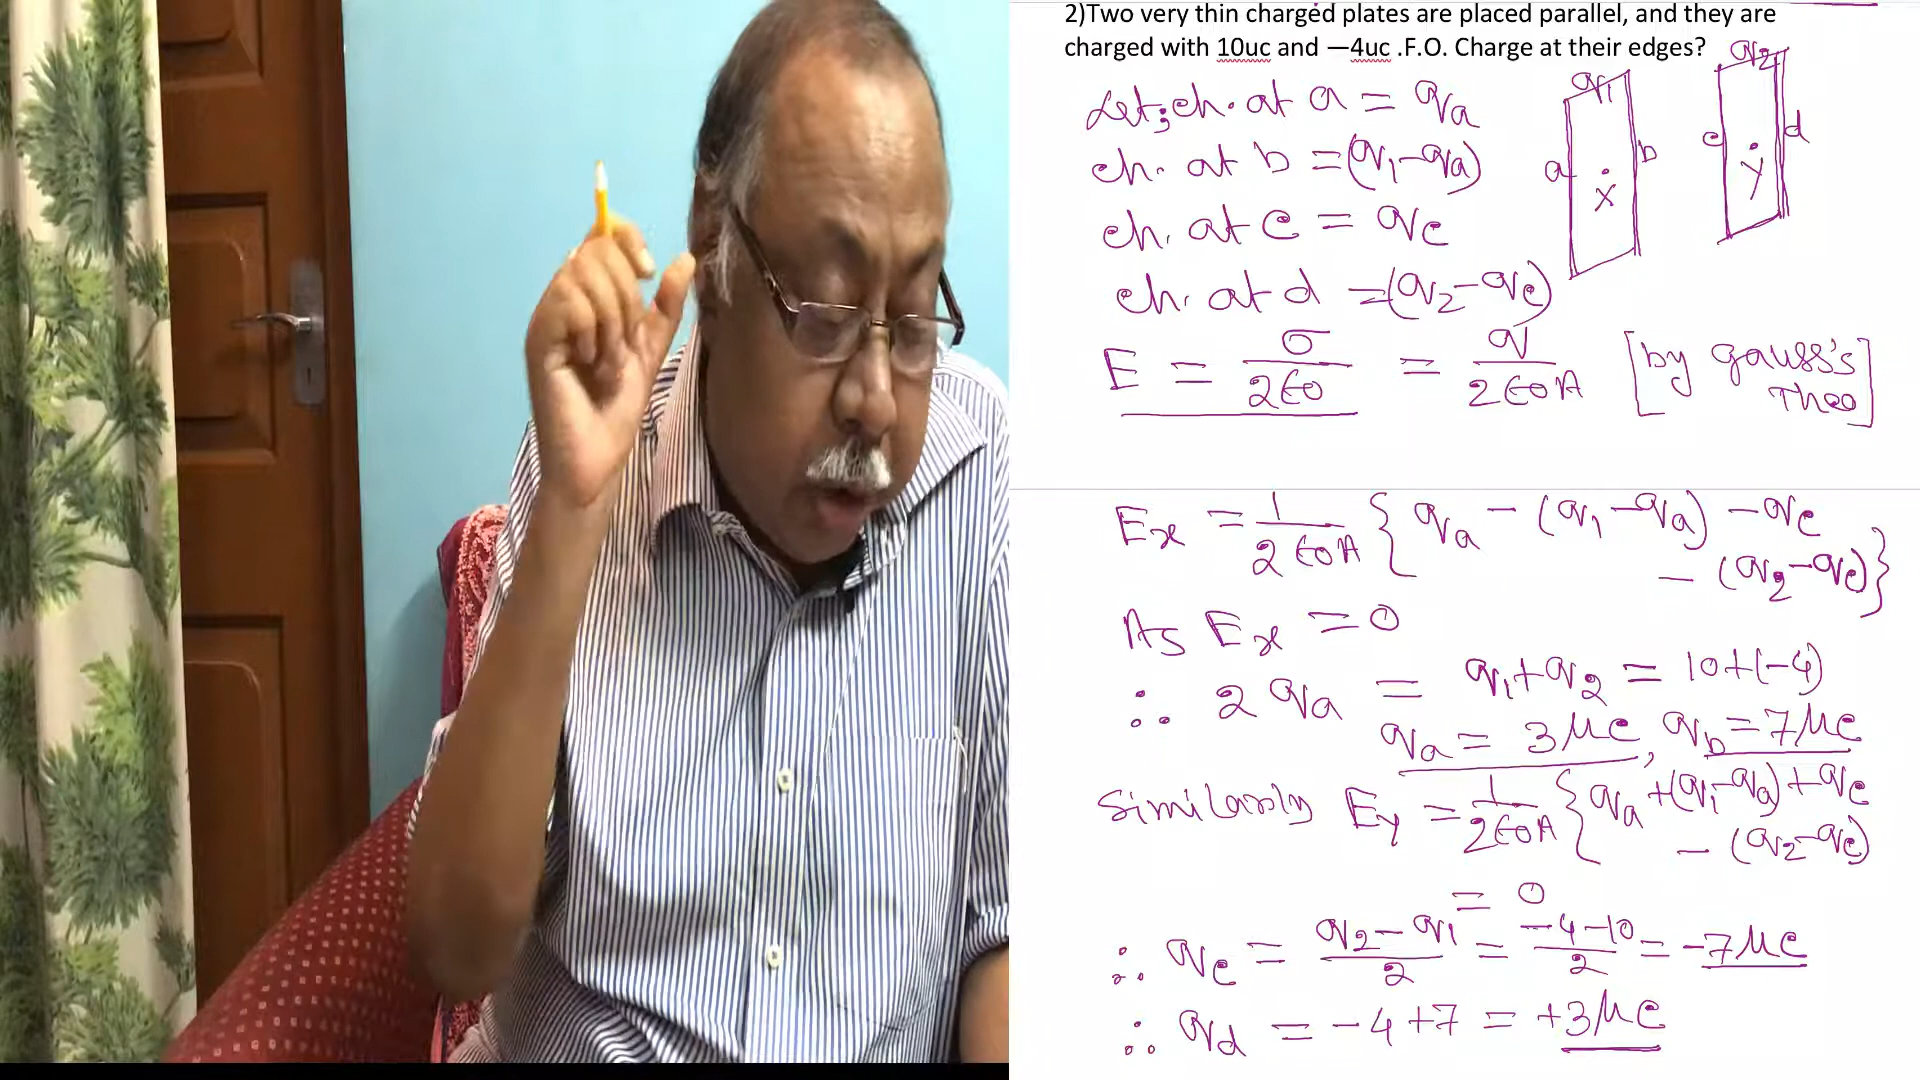 2)Two very thin charged plates are placed parallel, and they are
charged with 10uc and —4uc .F.O. Charge at their edges?
Let; ch. at a = qa
ch. at b = (q1-qa)
ch. at c = qc
ch. at d = (q2-qc)
q1
a
x
b
q2
c
y
d
E = σ/2ϵ0 = q/2ϵ0A [by gauss's Theo]
Ex = 1/2ϵ0A { qa - (q1-qa) - qc
- (q2-qc) }
As Ex = 0
∴ 2qa = q1+q2 = 10+(-4)
qa = 3μc, qb = 7μc
Similarly Ey = 1/2ϵ0A { qa+(q1-qa)+qc
- (q2-qc)
= 0
∴ qc = q2-q1/2 = -4-10/2 = -7μc
∴ qd = -4+7 = +3μc